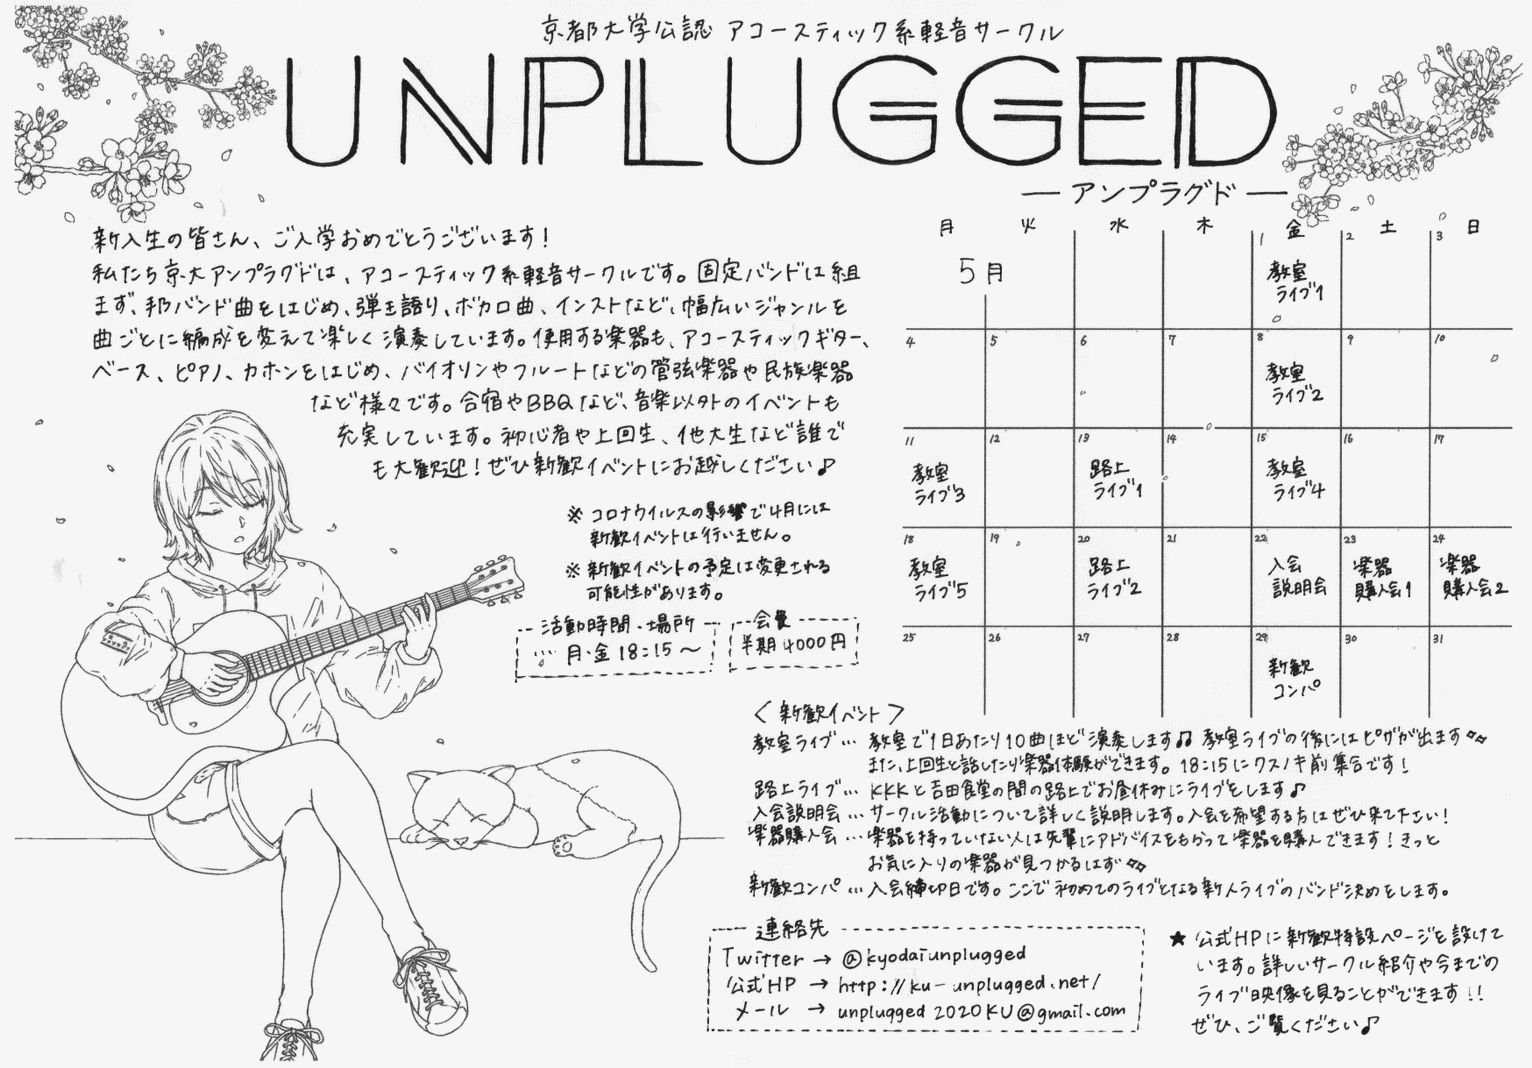 京都大学公認 アコースティック系軽音サークル
UNPLUGGED
― アンプラグド ―
新入生の皆さん、ご入学おめでとうございます！
私たち京大アンプラグドは、アコースティック系軽音サークルです。固定バンドは組
まず、邦バンド曲をはじめ、弾き語り、ボカロ曲、インストなど、幅広いジャンルを
曲ごとに編成を変えて楽しく演奏しています。使用する楽器も、アコースティックギター、
ベース、ピアノ、カホンをはじめ、バイオリンやフルートなどの管弦楽器や民族楽器
など様々です。合宿やBBQなど、音楽以外のイベントも
充実しています。初心者や上回生、他大生など誰で
も大歓迎！ぜひ新歓イベントにお越しください♪
※ コロナウイルスの影響で4月には
新歓イベントは行いません。
※ 新歓イベントの予定は変更される
可能性があります。
活動時間・場所
月・金 18:15～
会費
半期4000円
月 火 水 木 金 土 日
5月
1 2 3
教室
ライブ1
4 5 6 7 8 9 10
教室
ライブ2
11 12 13 14 15 16 17
教室 路上 教室
ライブ3 ライブ1 ライブ4
18 19 20 21 22 23 24
教室 路上 入会 楽器 楽器
ライブ5 ライブ2 説明会 購入会1 購入会2
25 26 27 28 29 30 31
新歓
コンパ
〈 新歓イベント 〉
教室ライブ… 教室で1日あたり10曲ほど演奏します♫ 教室ライブの後にはピザが出ます
また、上回生と話したり楽器体験ができます。18:15にクスノキ前集合です！
路上ライブ… KKKと吉田食堂の間の路上でお昼休みにライブをします♪
入会説明会… サークル活動について詳しく説明します。入会を希望する方はぜひ来て下さい！
楽器購入会… 楽器を持っていない人は先輩にアドバイスをもらって楽器を購入できます！きっと
お気に入りの楽器が見つかるはず
新歓コンパ… 入会締切日です。ここで初めてのライブとなる新人ライブのバンド決めをします。
連絡先
Twitter → @kyodaiunplugged
公式HP → http://ku-unplugged.net/
メール → unplugged2020KU@gmail.com
★ 公式HPに新歓特設ページを設けて
います。詳しいサークル紹介や今までの
ライブ映像を見ることができます！！
ぜひ、ご覧ください♪